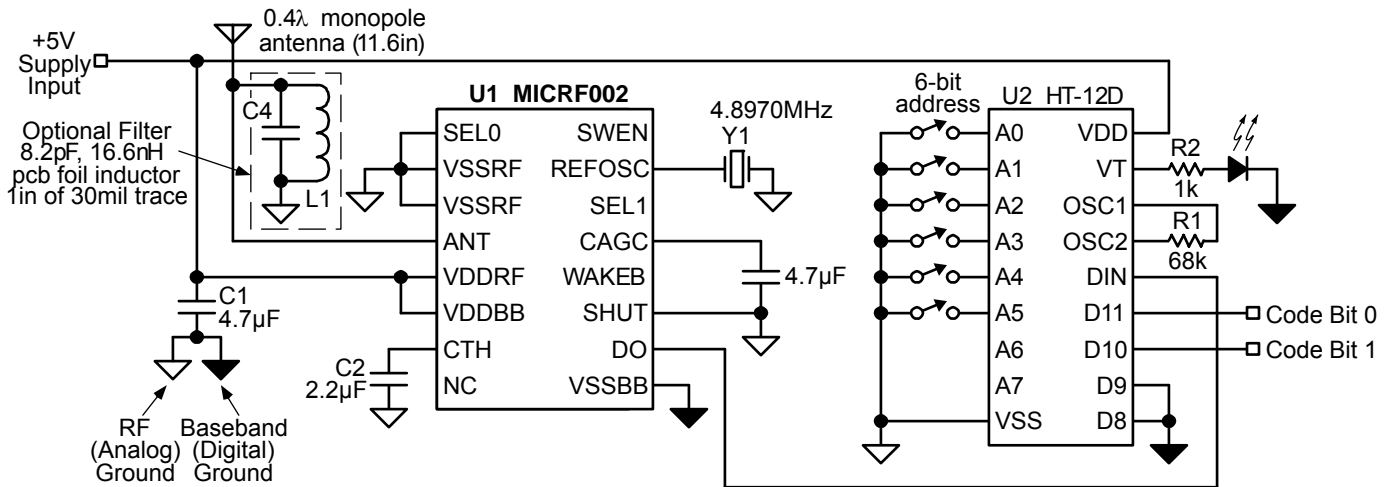 0.4λ monopole
antenna (11.6in)
+5V
Supply
Input
C4
Optional Filter
8.2pF, 16.6nH
pcb foil inductor
1in of 30mil trace
L1
C1
4.7µF
RF
(Analog)
Ground
Baseband
(Digital)
Ground
C2
2.2µF
U1 MICRF002
SEL0
VSSRF
VSSRF
ANT
VDDRF
VDDBB
CTH
NC
SWEN
REFOSC
SEL1
CAGC
WAKEB
SHUT
DO
VSSBB
4.8970MHz
Y1
4.7µF
6-bit
address
U2 HT-12D
A0
A1
A2
A3
A4
A5
A6
A7
VSS
VDD
VT
OSC1
OSC2
DIN
D11
D10
D9
D8
R2
1k
R1
68k
Code Bit 0
Code Bit 1